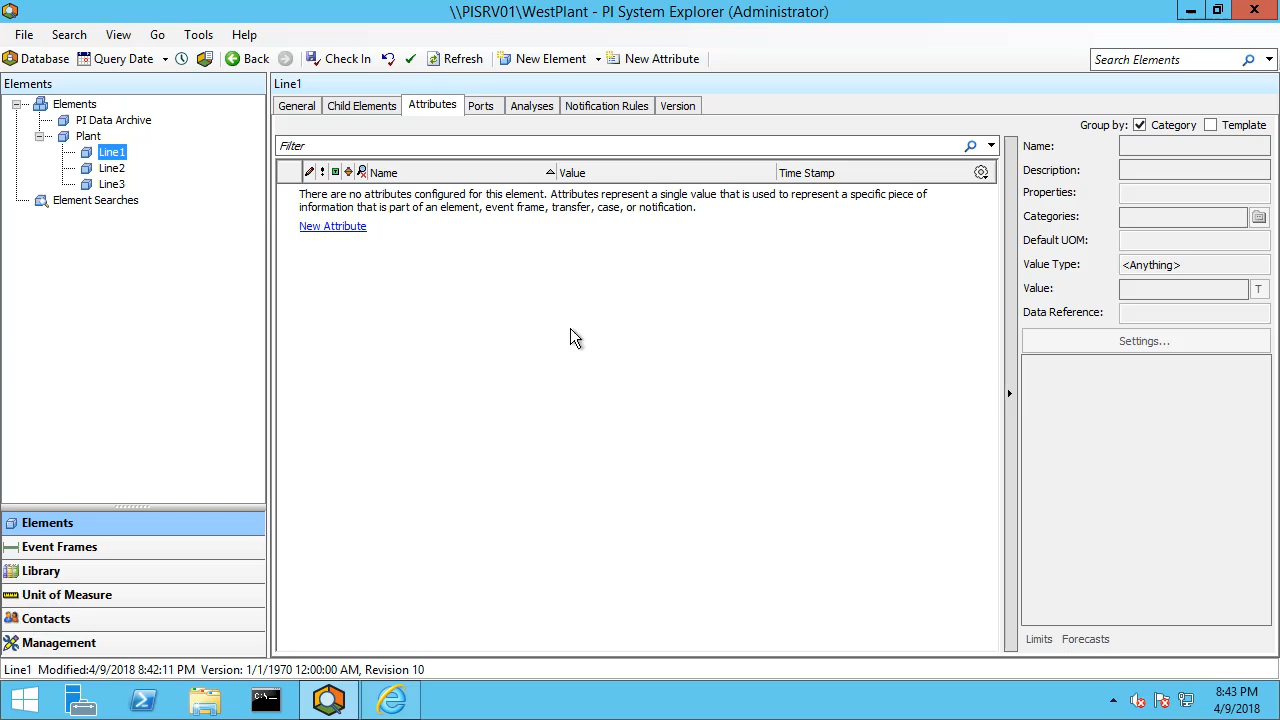 \\PISRV01\WestPlant - PI System Explorer (Administrator)
File Search View Go Tools Help
Database Query Date Back Check In Refresh New Element New Attribute Search Elements
Elements
Elements
PI Data Archive
Plant
Line1
Line2
Line3
Element Searches
Elements
Event Frames
Library
Unit of Measure
Contacts
Management
Line1
General Child Elements Attributes Ports Analyses Notification Rules Version
Group by: Category Template
Filter
Name Value Time Stamp
There are no attributes configured for this element. Attributes represent a single value that is used to represent a specific piece of
information that is part of an element, event frame, transfer, case, or notification.
New Attribute
Name:
Description:
Properties:
Categories:
Default UOM:
Value Type: <Anything>
Value: T
Data Reference:
Settings...
Limits Forecasts
Line1 Modified:4/9/2018 8:42:11 PM Version: 1/1/1970 12:00:00 AM, Revision 10
C:\
8:43 PM
4/9/2018